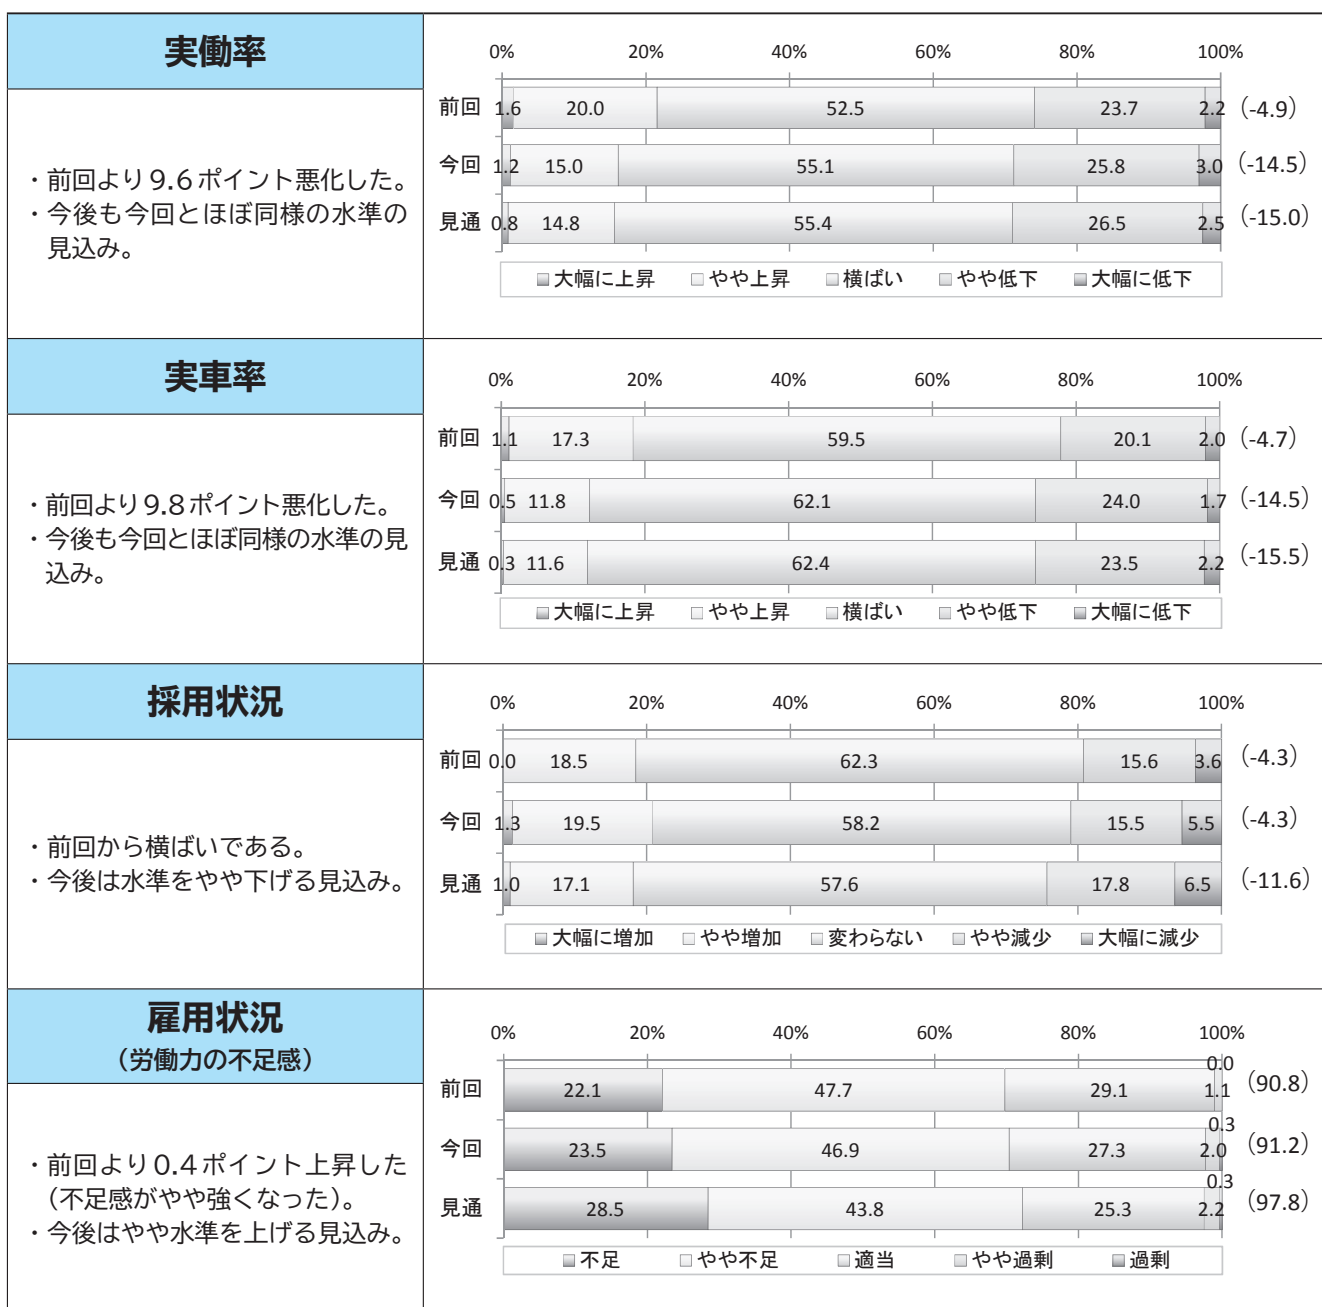 実働率
・前回より9.6ポイント悪化した。
・今後も今回とほぼ同様の水準の
見込み。
0% 20% 40% 60% 80% 100%
前回 1.6 20.0 52.5 23.7 2.2 (-4.9)
今回 1.2 15.0 55.1 25.8 3.0 (-14.5)
見通 0.8 14.8 55.4 26.5 2.5 (-15.0)
大幅に上昇 やや上昇 横ばい やや低下 大幅に低下
実車率
・前回より9.8ポイント悪化した。
・今後も今回とほぼ同様の水準の見
込み。
0% 20% 40% 60% 80% 100%
前回 1.1 17.3 59.5 20.1 2.0 (-4.7)
今回 0.5 11.8 62.1 24.0 1.7 (-14.5)
見通 0.3 11.6 62.4 23.5 2.2 (-15.5)
大幅に上昇 やや上昇 横ばい やや低下 大幅に低下
採用状況
・前回から横ばいである。
・今後は水準をやや下げる見込み。
0% 20% 40% 60% 80% 100%
前回 0.0 18.5 62.3 15.6 3.6 (-4.3)
今回 1.3 19.5 58.2 15.5 5.5 (-4.3)
見通 1.0 17.1 57.6 17.8 6.5 (-11.6)
大幅に増加 やや増加 変わらない やや減少 大幅に減少
雇用状況
(労働力の不足感)
・前回より0.4ポイント上昇した
(不足感がやや強くなった)。
・今後はやや水準を上げる見込み。
0% 20% 40% 60% 80% 100%
前回 22.1 47.7 29.1 1.1 0.0 (90.8)
今回 23.5 46.9 27.3 2.0 0.3 (91.2)
見通 28.5 43.8 25.3 2.2 0.3 (97.8)
不足 やや不足 適当 やや過剰 過剰